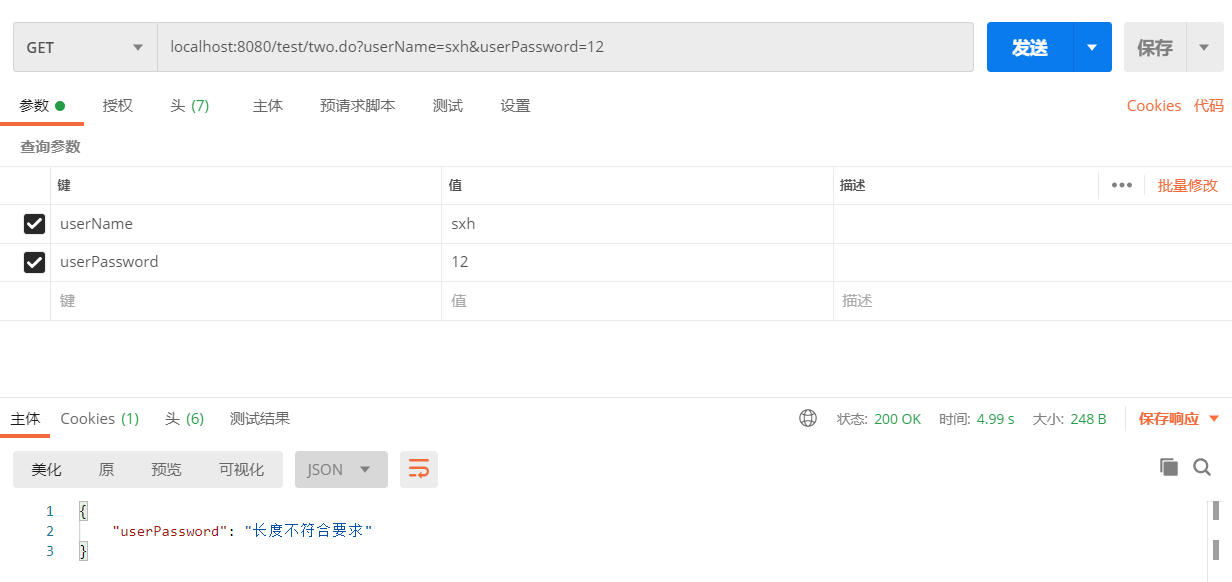 GET localhost:8080/test/two.do?userName=sxh&userPassword=12 发送 保存
参数 授权 头 (7) 主体 预请求脚本 测试 设置 Cookies 代码
查询参数
键 值 描述 ••• 批量修改
userName sxh
userPassword 12
键 值 描述
主体 Cookies (1) 头 (6) 测试结果 状态: 200 OK 时间: 4.99 s 大小: 248 B 保存响应
美化 原 预览 可视化 JSON
1 {
2 "userPassword": "长度不符合要求"
3 }